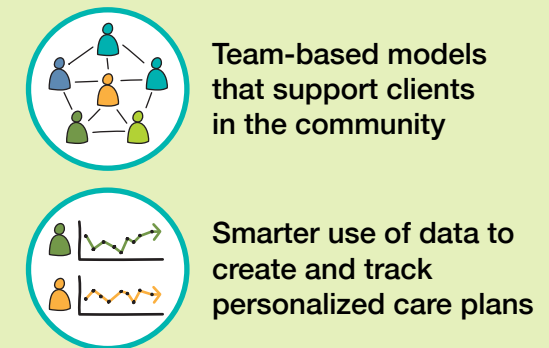 Team-based models
that support clients
in the community
Smarter use of data to
create and track
personalized care plans